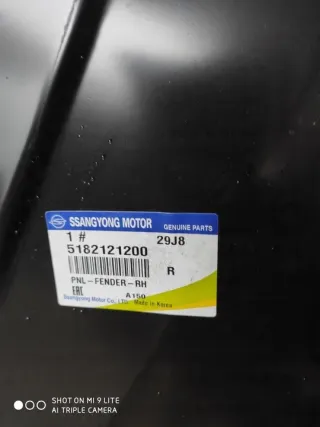 SSANGYONG MOTOR GENUINE PARTS
1 # 29J8
5182121200
R
PNL-FENDER-RH
EAC A150
Ssangyong Motor Co., LTD. Made in Korea
SHOT ON MI 9 LITE
AI TRIPLE CAMERA